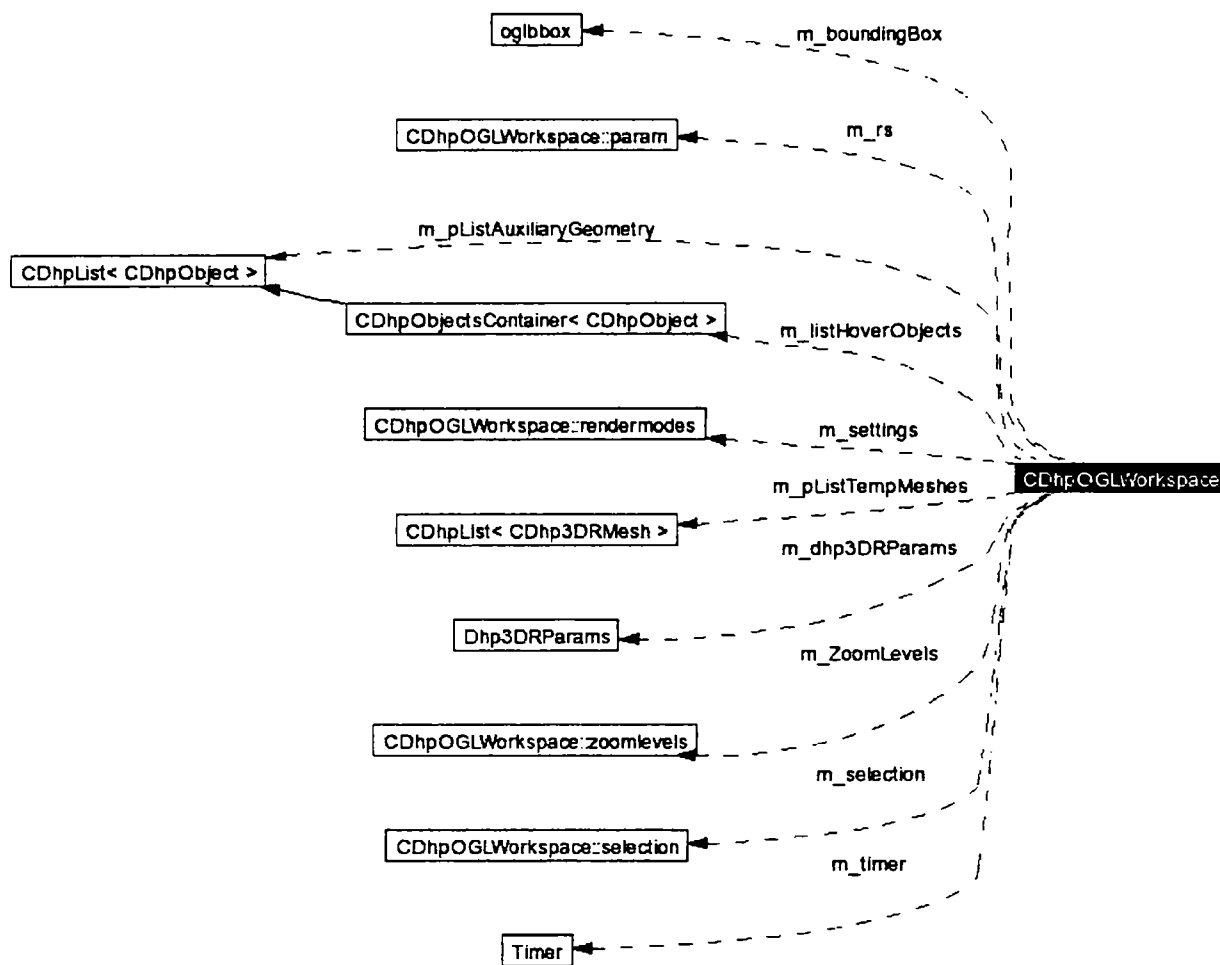 oglbbox
m_boundingBox
CDhpOGLWorkspace::param
m_rs
m_pListAuxiliaryGeometry
CDhpList< CDhpObject >
CDhpObjectsContainer< CDhpObject >
m_listHoverObjects
CDhpOGLWorkspace::rendermodes
m_settings
CDhpOGLWorkspace
m_pListTempMeshes
CDhpList< CDhp3DRMesh >
m_dhp3DRParams
Dhp3DRParams
m_ZoomLevels
CDhpOGLWorkspace::zoomlevels
m_selection
CDhpOGLWorkspace::selection
m_timer
Timer